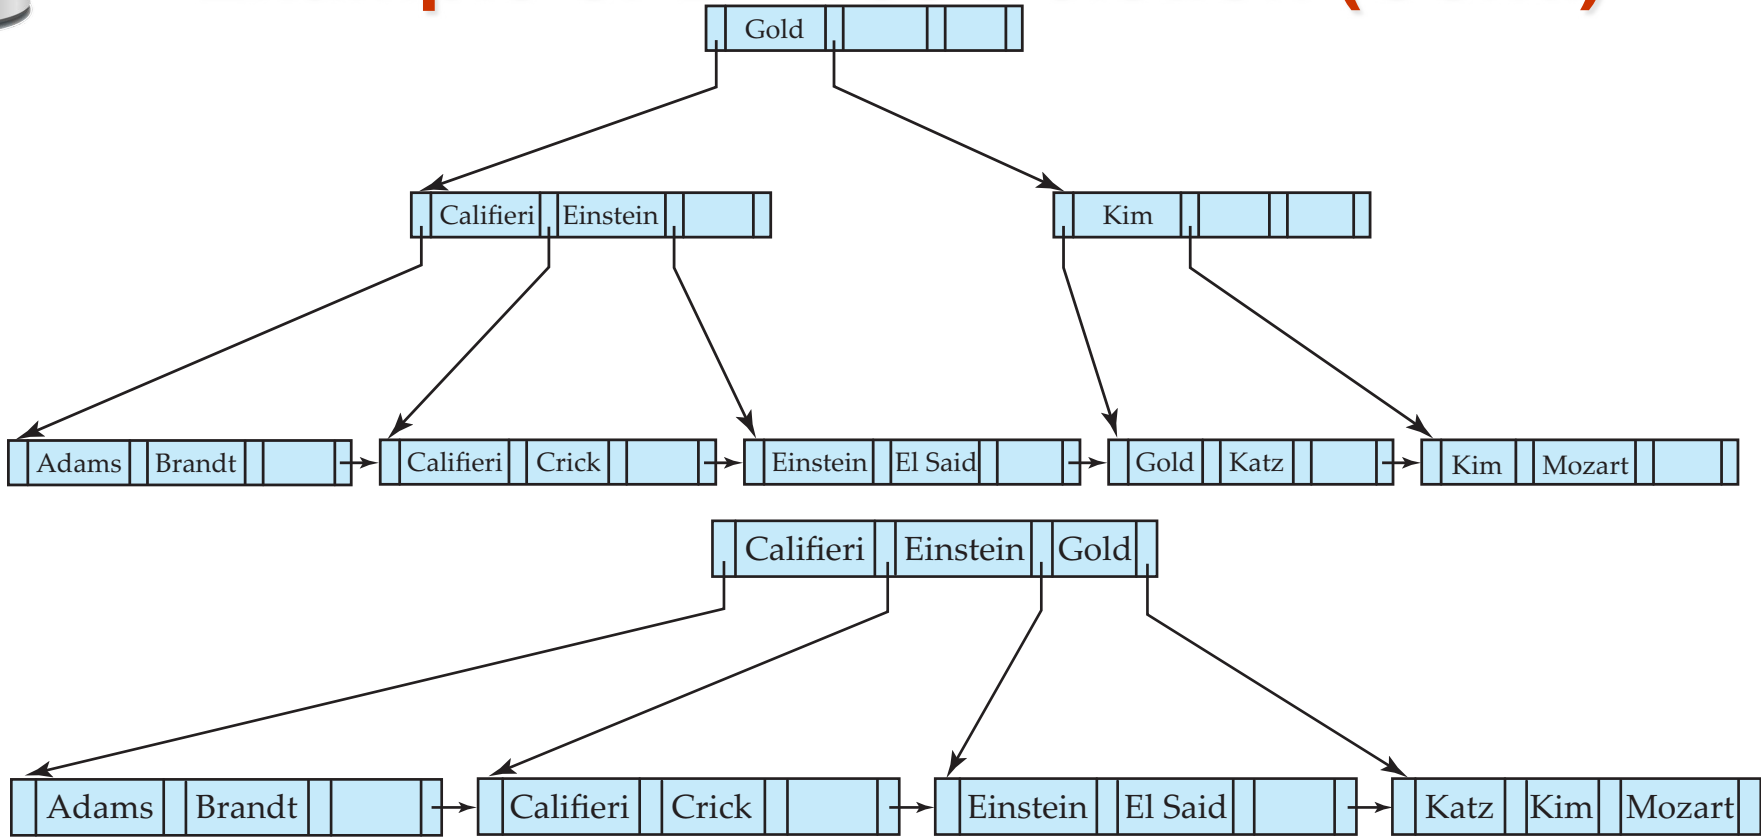 Gold
Califieri Einstein
Kim
Adams Brandt
Califieri Crick
Einstein El Said
Gold Katz
Kim Mozart
Califieri Einstein Gold
Adams Brandt
Califieri Crick
Einstein El Said
Katz Kim Mozart